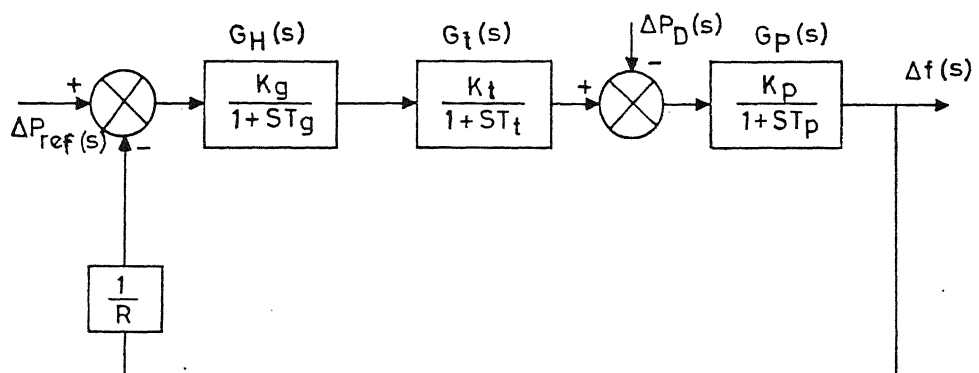 G_H(s)
G_t(s)
ΔP_D(s)
G_P(s)
+
K_g
1+ST_g
K_t
1+ST_t
+
-
K_p
1+ST_p
Δf(s)
ΔP_ref(s)
-
1
R